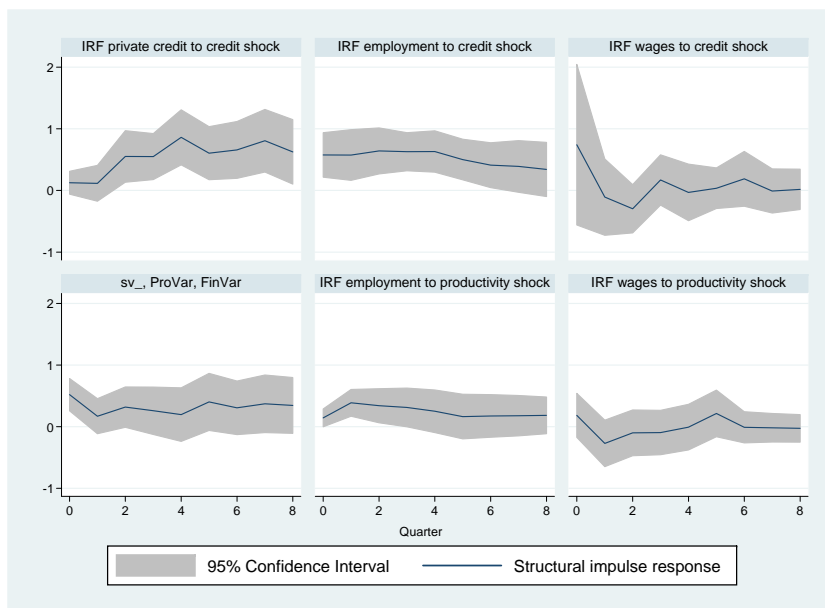 IRF private credit to credit shock IRF employment to credit shock IRF wages to credit shock
2
1
0
-1
sv_, ProVar, FinVar IRF employment to productivity shock IRF wages to productivity shock
2
1
0
-1
0 2 4 6 8 0 2 4 6 8 0 2 4 6 8
Quarter
95% Confidence Interval Structural impulse response